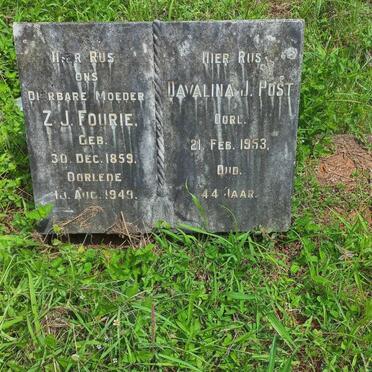 HIER RUS
ONS
DIERBARE MOEDER
Z. J. FOURIE.
GEB.
30. DEC. 1859.
OORLEDE
AUG. 1949.
HIER RUS
DAVALINA. J. POST
OORL.
21. FEB. 1953.
OUD.
44 JAAR.